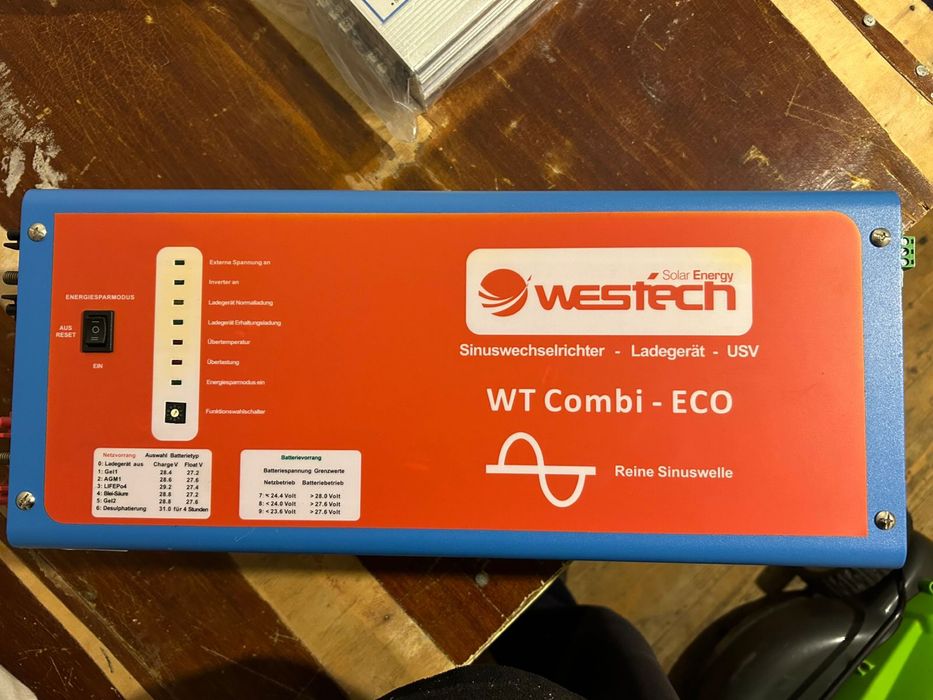 ENERGIESPARMODUS
AUS
RESET
EIN
Externe Spannung an
Inverter an
Ladegerät Normalladung
Ladegerät Erhaltungsladung
Übertemperatur
Überlastung
Energiesparmodus ein
Funktionswahlschalter
Netzvorrang Auswahl Batterietyp
0: Ladegerät aus Charge V Float V
1: Gel1 28.4 27.2
2: AGM1 28.6 27.6
3: LIFEPo4 29.2 27.4
4: Blei-Säure 28.8 27.2
5: Gel2 28.8 27.6
6: Desulphatierung 31.0 für 4 Stunden
Batterievorrang
Batteriespannung Grenzwerte
Netzbetrieb Batteriebetrieb
7: < 24.4 Volt > 28.0 Volt
8: < 24.0 Volt > 27.6 Volt
9: < 23.6 Volt > 27.6 Volt
Solar Energy
westech
Sinuswechselrichter - Ladegerät - USV
WT Combi - ECO
Reine Sinuswelle